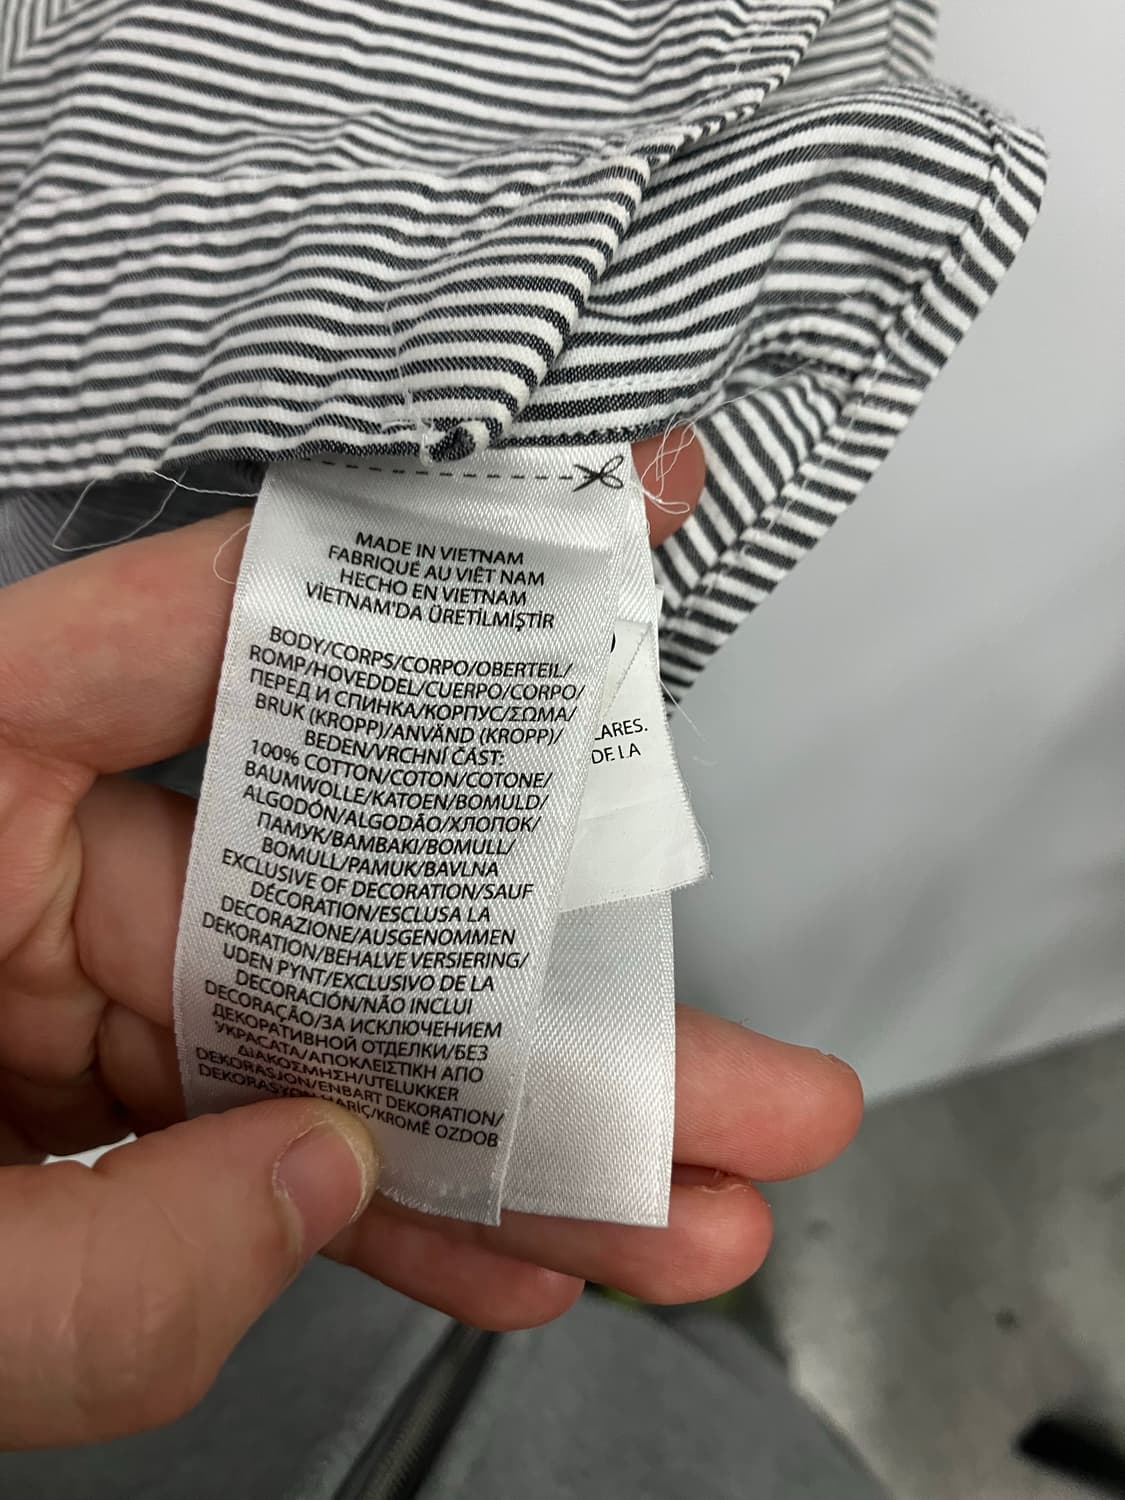 MADE IN VIETNAM
FABRIQUÉ AU VIÊT NAM
HECHO EN VIETNAM
VİETNAM'DA ÜRETİLMİŞTİR
BODY/CORPS/CORPO/OBERTEIL/
ROMP/HOVEDDEL/CUERPO/CORPO/
ПЕРЕД И СПИНКА/КОРПУС/ΣΩΜΑ/
BRUK (KROPP)/ANVÄND (KROPP)/
BEDEN/VRCHNÍ ČÁST:
100% COTTON/COTON/COTONE/
BAUMWOLLE/KATOEN/BOMULD/
ALGODÓN/ALGODÃO/ХЛОПОК/
ПАМУК/ΒΑΜΒΑΚΙ/BOMULL/
BOMULL/PAMUK/BAVLNA
EXCLUSIVE OF DECORATION/SAUF
DÉCORATION/ESCLUSA LA
DECORAZIONE/AUSGENOMMEN
DEKORATION/BEHALVE VERSIERING/
UDEN PYNT/EXCLUSIVO DE LA
DECORACIÓN/NÃO INCLUI
DECORAÇÃO/ЗА ИСКЛЮЧЕНИЕМ
ДЕКОРАТИВНОЙ ОТДЕЛКИ/БЕЗ
УКРАСАТА/ΑΠΟΚΛΕΙΣΤΙΚΗ ΑΠΟ
ΔΙΑΚΟΣΜΗΣΗ/UTELUKKER
DEKORASJON/ENBART DEKORATION/
DEKORASYON HARİÇ/KROMĚ OZDOB
LARES.
DE LA